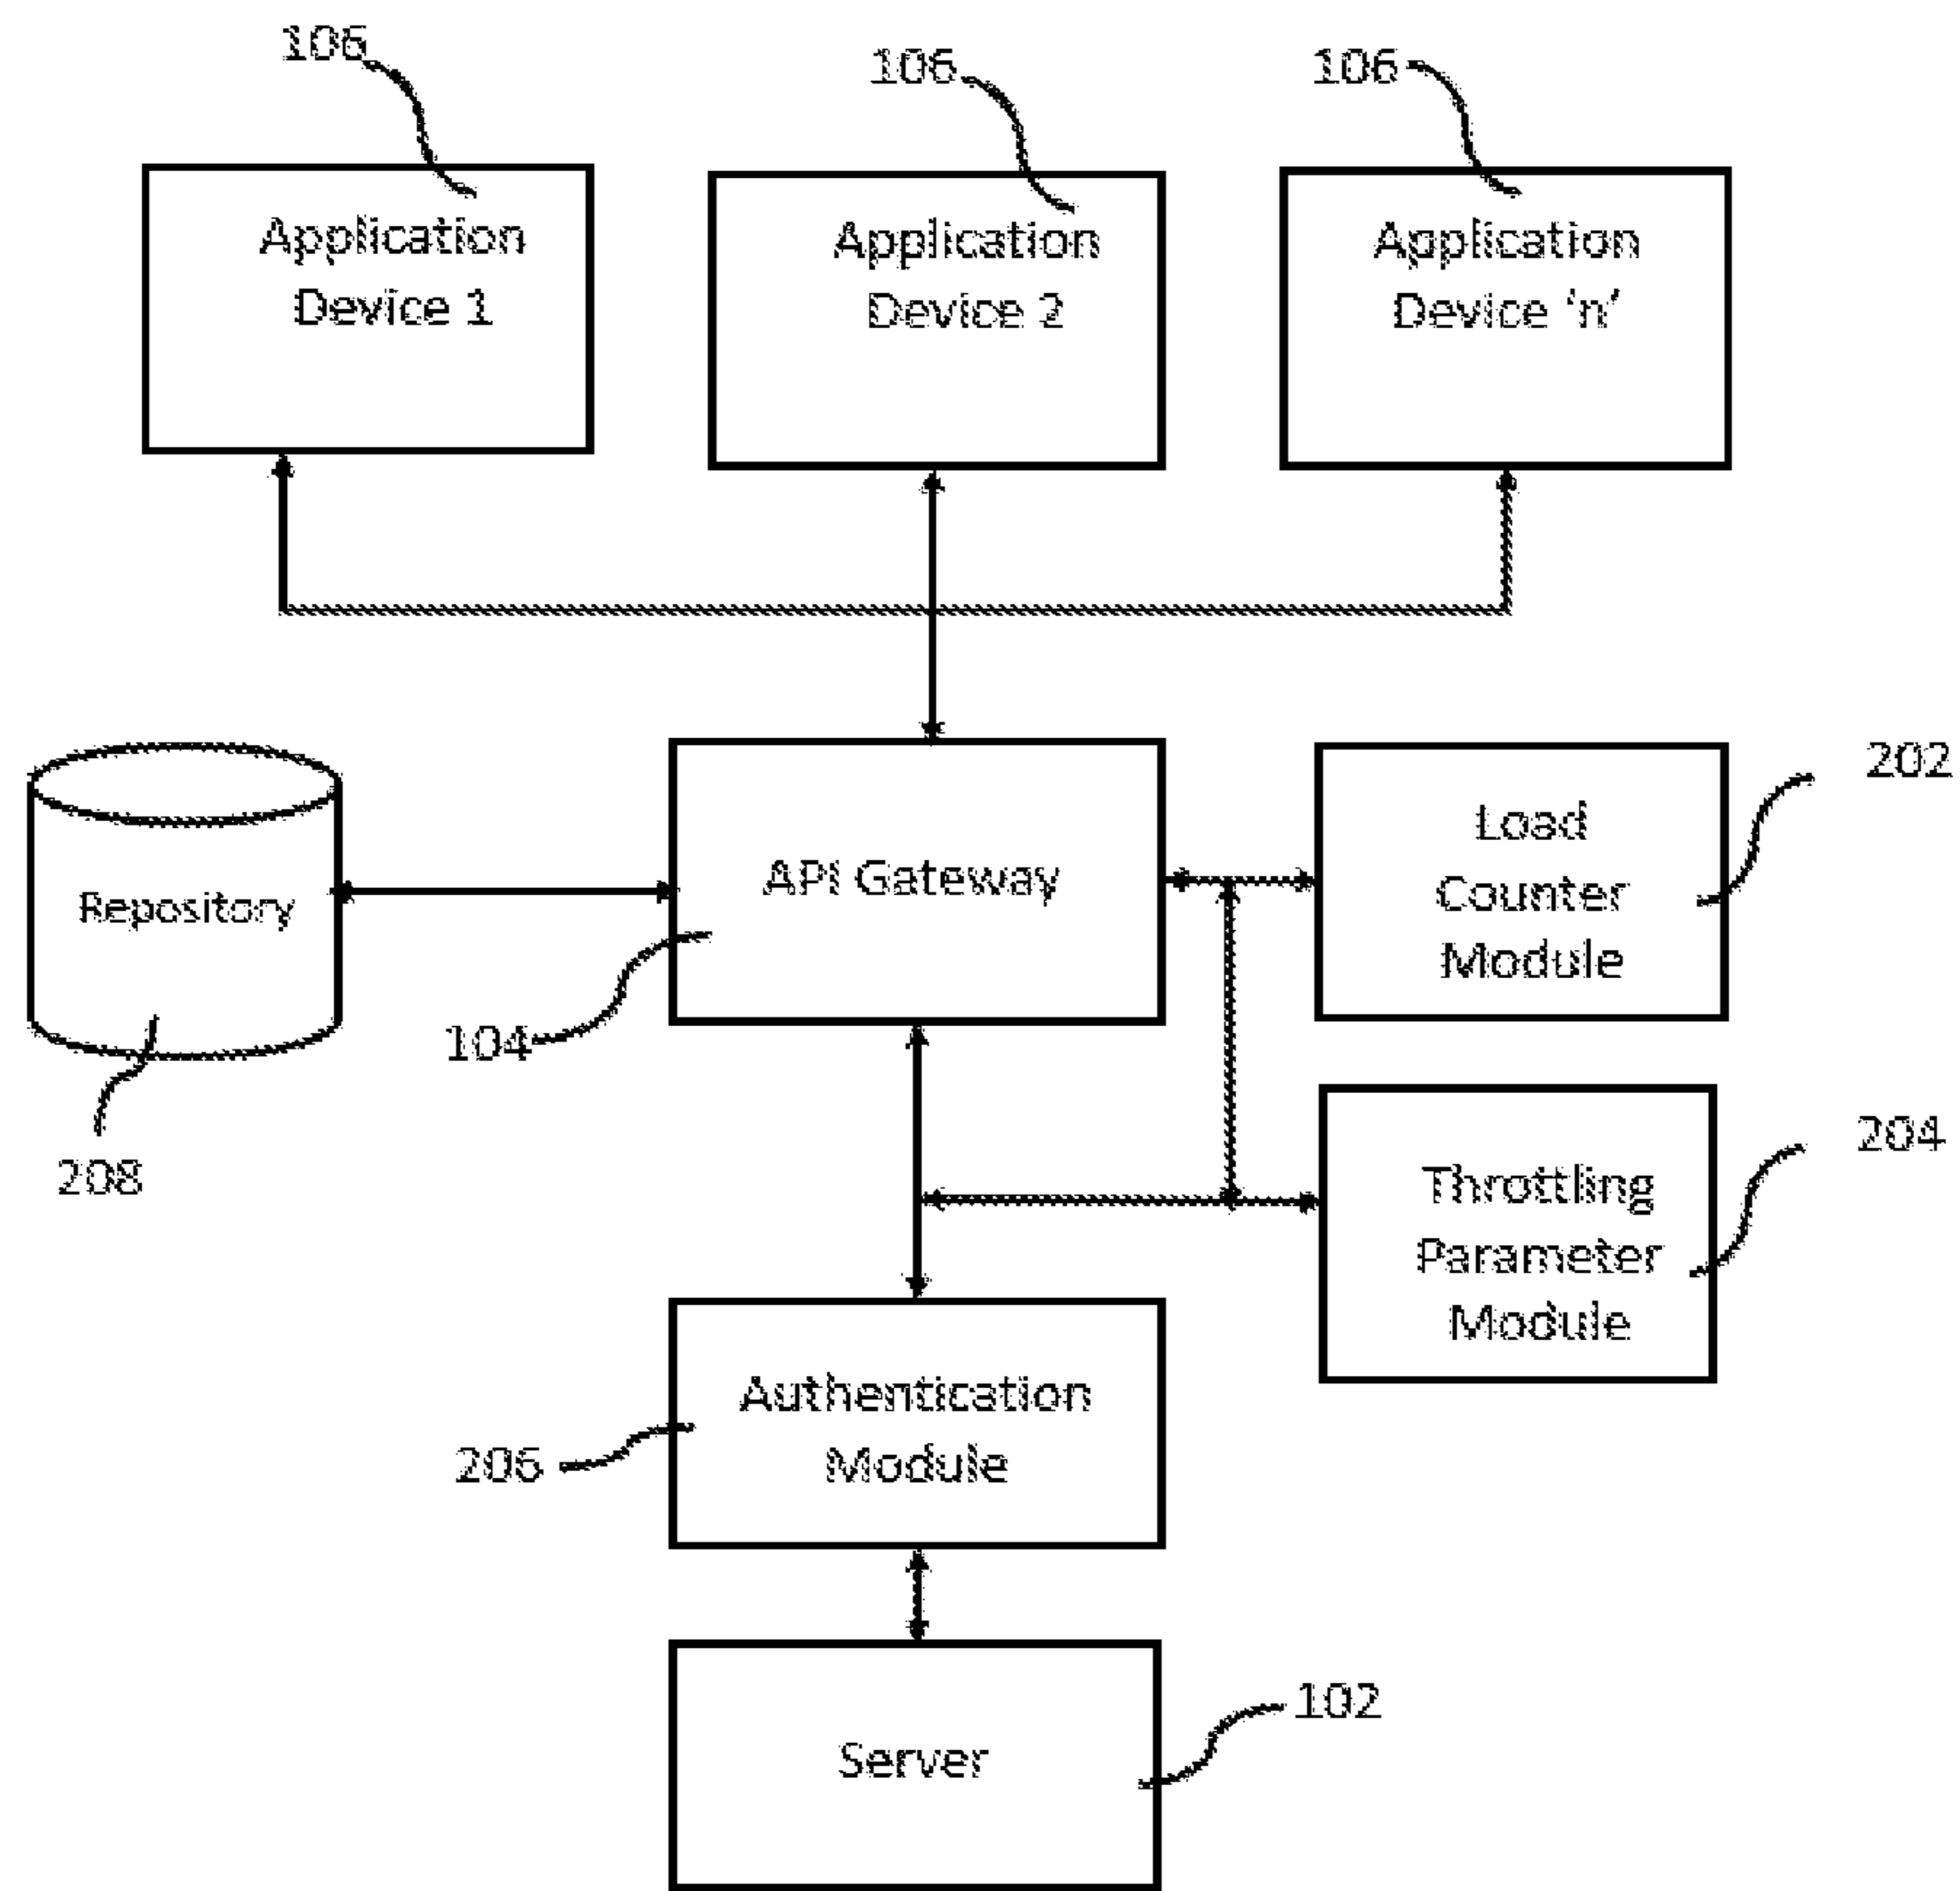 106
106
106
Application
Device 1
Application
Device 2
Application
Device 'n'
202
Load
Counter
Module
API Gateway
Repository
104
208
204
Throttling
Parameter
Module
Authentication
Module
206
102
Server